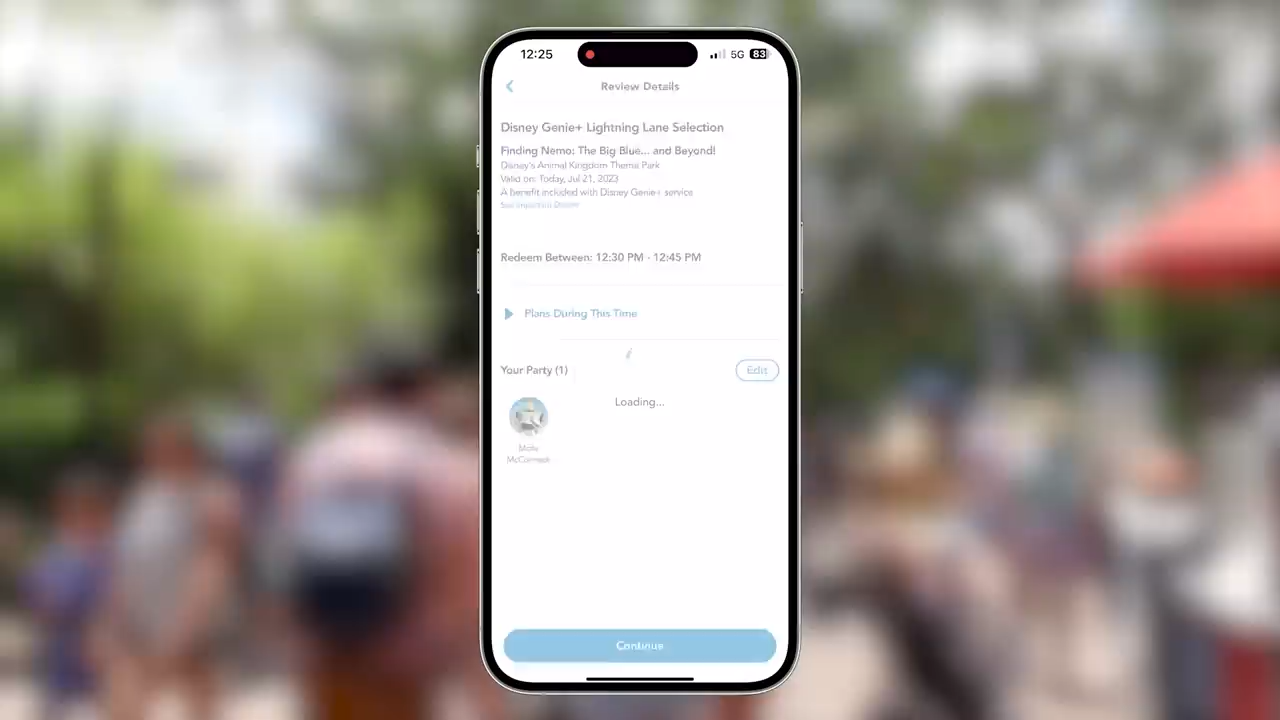 12:25
5G
83
Review Details
Disney Genie+ Lightning Lane Selection
Finding Nemo: The Big Blue... and Beyond!
Disney's Animal Kingdom Theme Park
Valid on: Today, Jul 21, 2023
A benefit included with Disney Genie+ service
See Important Details
Redeem Between: 12:30 PM - 12:45 PM
Plans During This Time
Your Party (1)
Edit
Loading...
McCormick
Continue